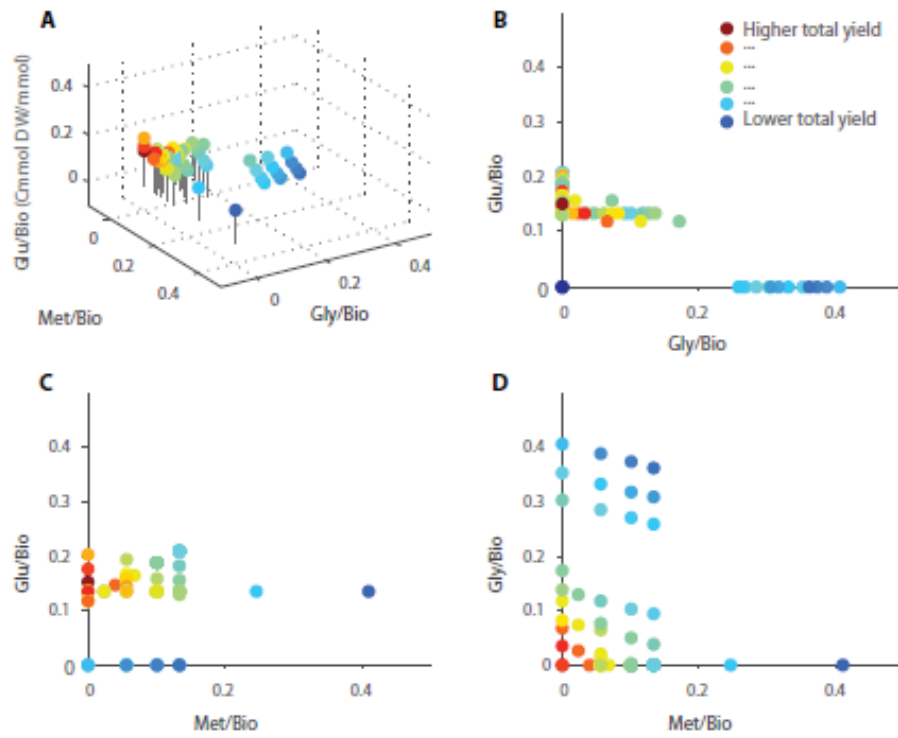 A
Glu/Bio (Cmmol DW/mmol)
0.4
0.2
0
0
0.2
0.4
Met/Bio
0
0.2
0.4
Gly/Bio
B
Higher total yield
...
...
...
...
Lower total yield
Glu/Bio
0.4
0.3
0.2
0.1
0
0
0.2
0.4
Gly/Bio
C
Glu/Bio
0.4
0.3
0.2
0.1
0
0
0.2
0.4
Met/Bio
D
Gly/Bio
0.4
0.3
0.2
0.1
0
0
0.2
0.4
Met/Bio